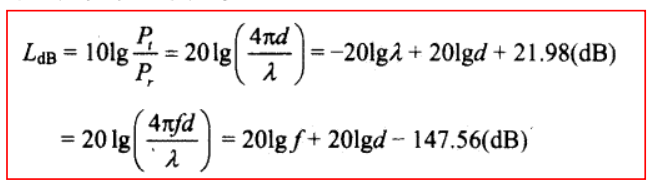 L_dB = 10lg P_t/P_r = 20lg(4πd/λ) = −20lgλ + 20lgd + 21.98(dB)
= 20lg(4πfd/λ) = 20lgf + 20lgd − 147.56(dB)